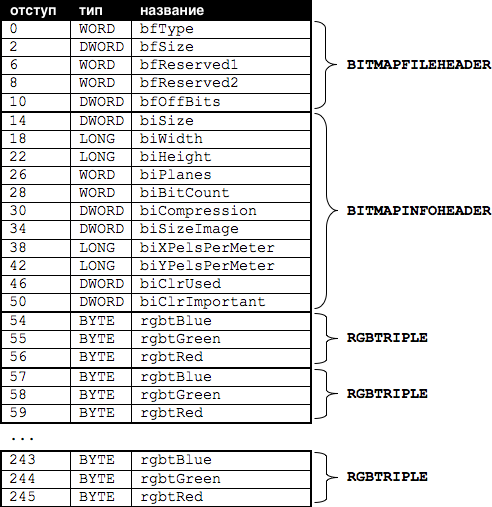 отступ тип название
0 WORD bfType
2 DWORD bfSize
6 WORD bfReserved1 BITMAPFILEHEADER
8 WORD bfReserved2
10 DWORD bfOffBits
14 DWORD biSize
18 LONG biWidth
22 LONG biHeight
26 WORD biPlanes
28 WORD biBitCount
30 DWORD biCompression BITMAPINFOHEADER
34 DWORD biSizeImage
38 LONG biXPelsPerMeter
42 LONG biYPelsPerMeter
46 DWORD biClrUsed
50 DWORD biClrImportant
54 BYTE rgbtBlue
55 BYTE rgbtGreen RGBTRIPLE
56 BYTE rgbtRed
57 BYTE rgbtBlue
58 BYTE rgbtGreen RGBTRIPLE
59 BYTE rgbtRed
...
243 BYTE rgbtBlue
244 BYTE rgbtGreen RGBTRIPLE
245 BYTE rgbtRed